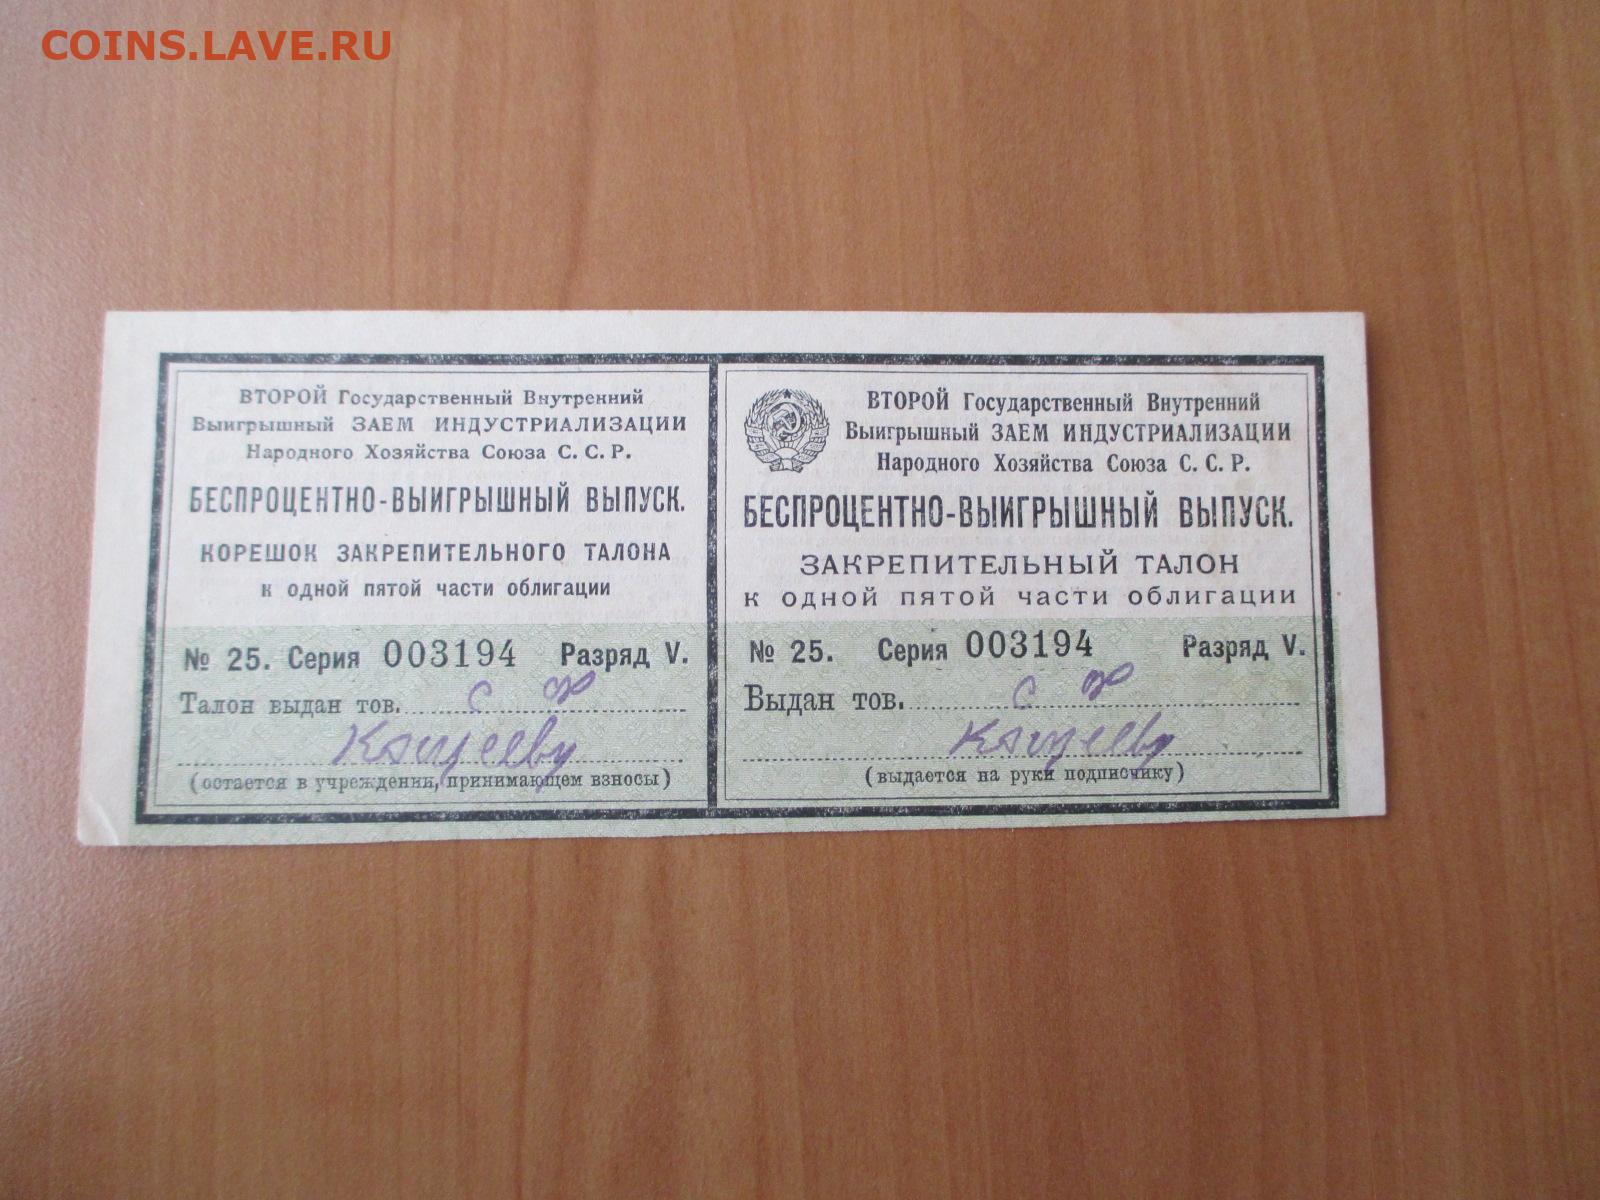 COINS.LAVE.RU
ВТОРОЙ Государственный Внутренний
Выигрышный ЗАЕМ ИНДУСТРИАЛИЗАЦИИ
Народного Хозяйства Союза С. С. Р.
БЕСПРОЦЕНТНО-ВЫИГРЫШНЫЙ ВЫПУСК.
КОРЕШОК ЗАКРЕПИТЕЛЬНОГО ТАЛОНА
к одной пятой части облигации
№ 25. Серия 003194 Разряд V.
Талон выдан тов. С Ф
(остается в учреждении, принимающем взносы)
ВТОРОЙ Государственный Внутренний
Выигрышный ЗАЕМ ИНДУСТРИАЛИЗАЦИИ
Народного Хозяйства Союза С. С. Р.
БЕСПРОЦЕНТНО-ВЫИГРЫШНЫЙ ВЫПУСК.
ЗАКРЕПИТЕЛЬНЫЙ ТАЛОН
к одной пятой части облигации
№ 25. Серия 003194 Разряд V.
Выдан тов. С Ф
(выдается на руки подписчику)